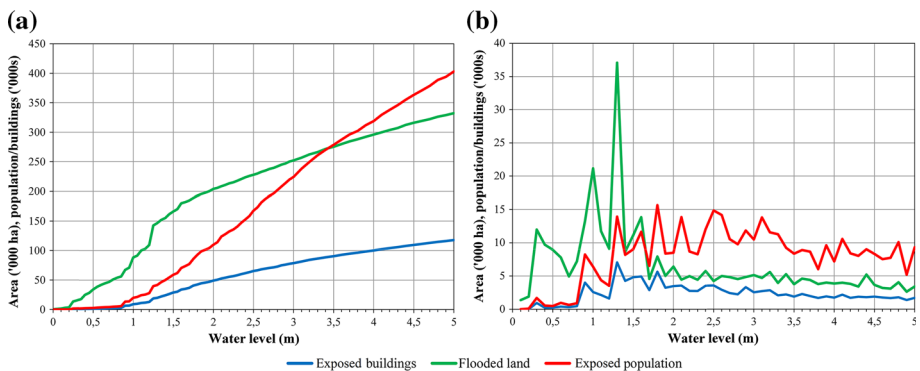 (a)
(b)
Area ('000 ha), population/buildings ('000s)
450
400
350
300
250
200
150
100
50
0
0 0,5 1 1,5 2 2,5 3 3,5 4 4,5 5
Water level (m)
Area ('000 ha), population/buildings ('000s)
40
35
30
25
20
15
10
5
0
0 0,5 1 1,5 2 2,5 3 3,5 4 4,5 5
Water level (m)
Exposed buildings Flooded land Exposed population